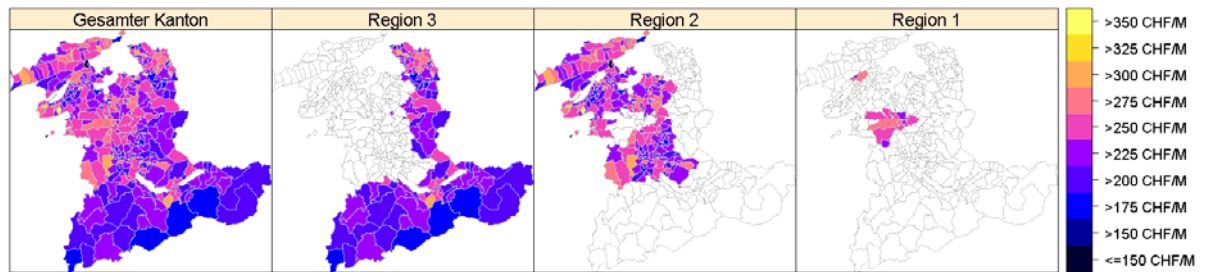 Gesamter Kanton
Region 3
Region 2
Region 1
>350 CHF/M
>325 CHF/M
>300 CHF/M
>275 CHF/M
>250 CHF/M
>225 CHF/M
>200 CHF/M
>175 CHF/M
>150 CHF/M
<=150 CHF/M